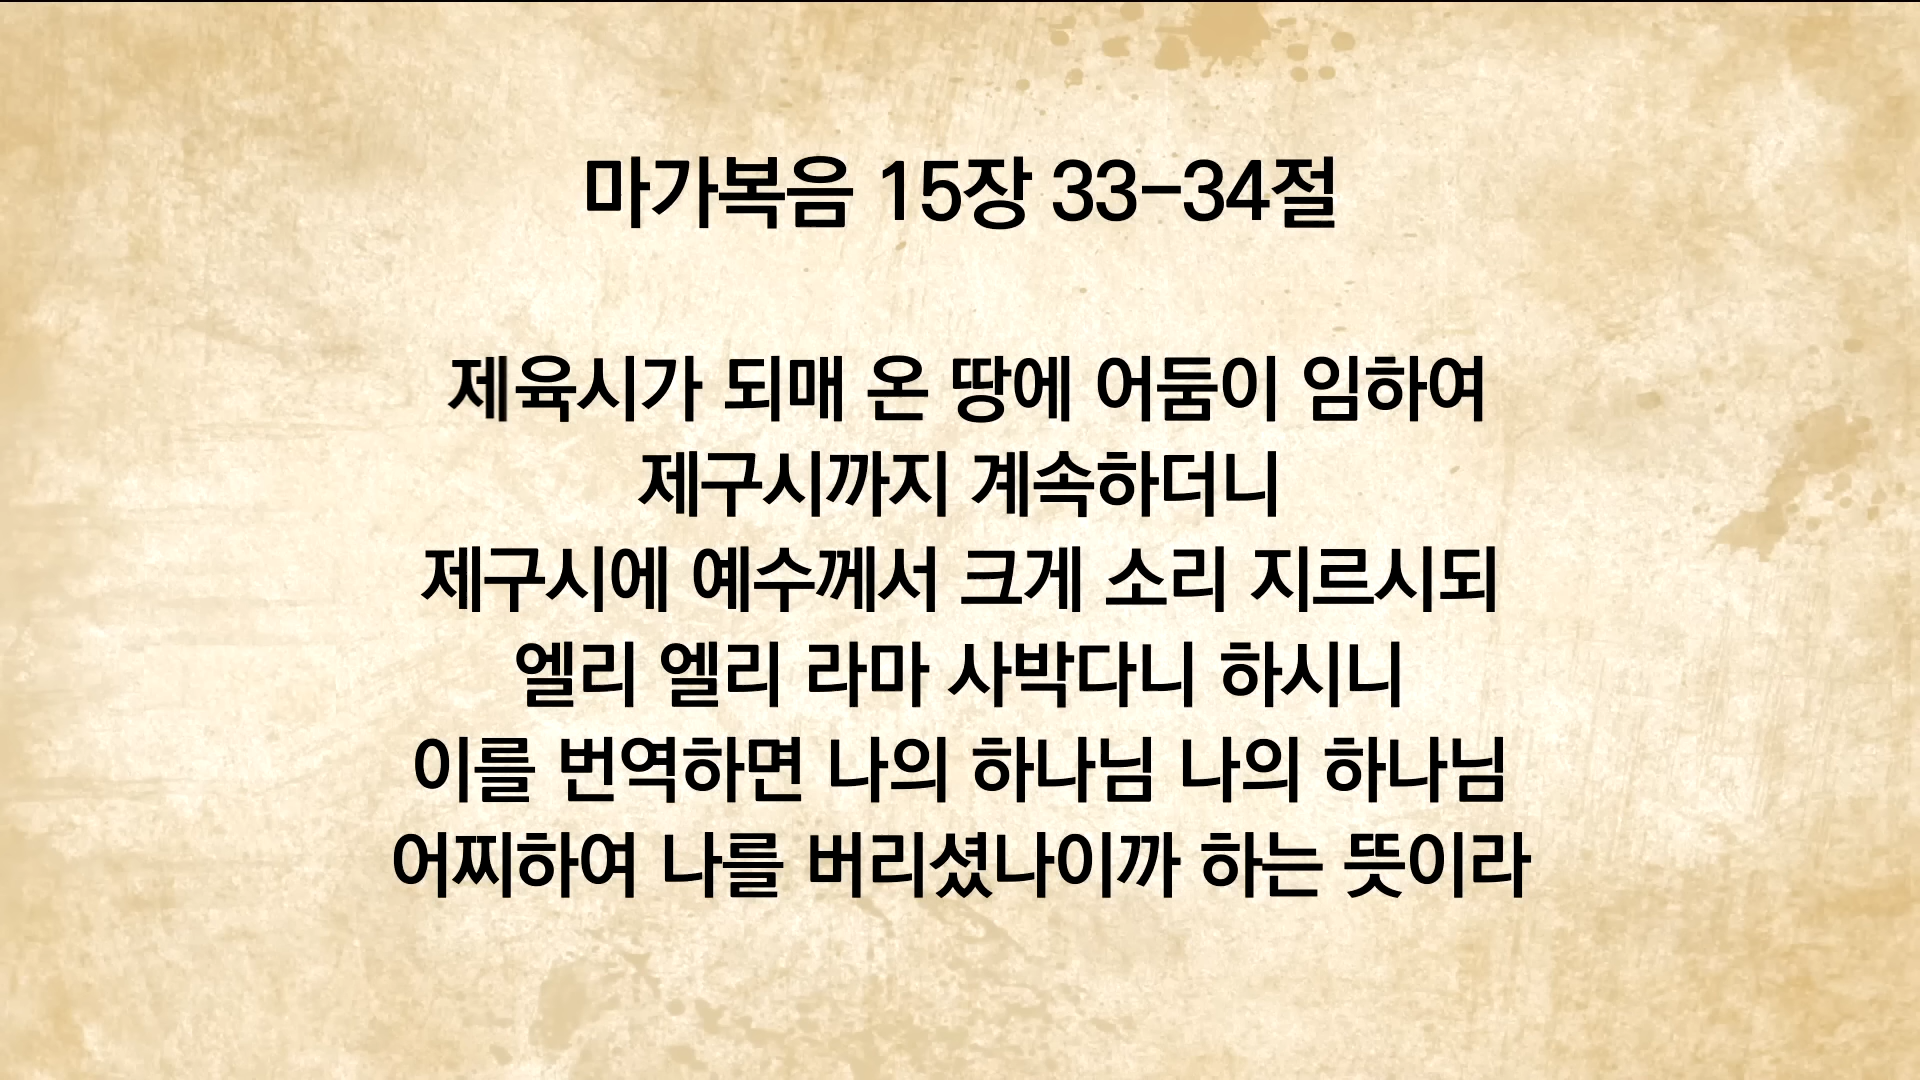 마가복음 15장 33-34절
제육시가 되매 온 땅에 어둠이 임하여
제구시까지 계속하더니
제구시에 예수께서 크게 소리 지르시되
엘리 엘리 라마 사박다니 하시니
이를 번역하면 나의 하나님 나의 하나님
어찌하여 나를 버리셨나이까 하는 뜻이라